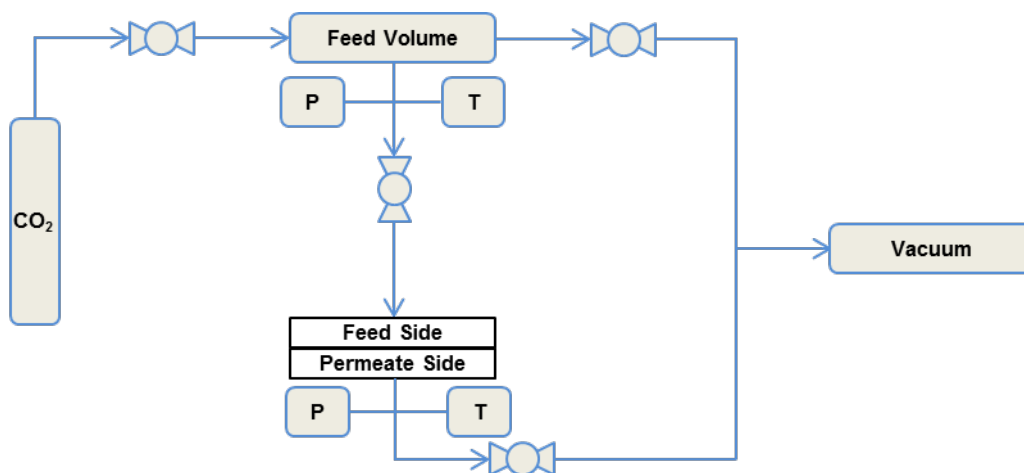 Feed Volume
P
T
CO₂
Vacuum
Feed Side
Permeate Side
P
T